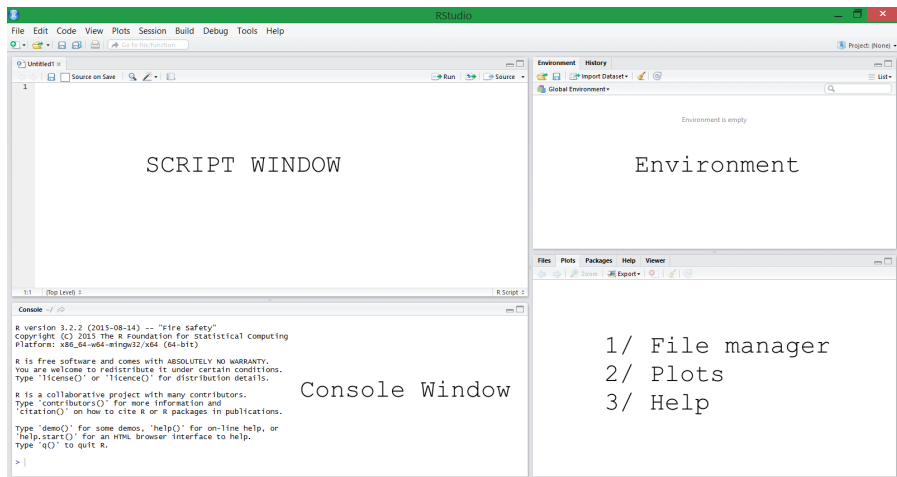 RStudio
File Edit Code View Plots Session Build Debug Tools Help
Go to file/function
Project: (None)
Untitled1
Source on Save
Run
Source
1
SCRIPT WINDOW
1:1
(Top Level)
R Script
Environment History
Import Dataset
List
Global Environment
Environment is empty
Environment
Console ~/
R version 3.2.2 (2015-08-14) -- "Fire Safety"
Copyright (C) 2015 The R Foundation for Statistical Computing
Platform: x86_64-w64-mingw32/x64 (64-bit)
R is free software and comes with ABSOLUTELY NO WARRANTY.
You are welcome to redistribute it under certain conditions.
Type 'license()' or 'licence()' for distribution details.
R is a collaborative project with many contributors.
Type 'contributors()' for more information and
'citation()' on how to cite R or R packages in publications.
Type 'demo()' for some demos, 'help()' for on-line help, or
'help.start()' for an HTML browser interface to help.
Type 'q()' to quit R.
>
Console Window
Files Plots Packages Help Viewer
Zoom
Export
1/ File manager
2/ Plots
3/ Help